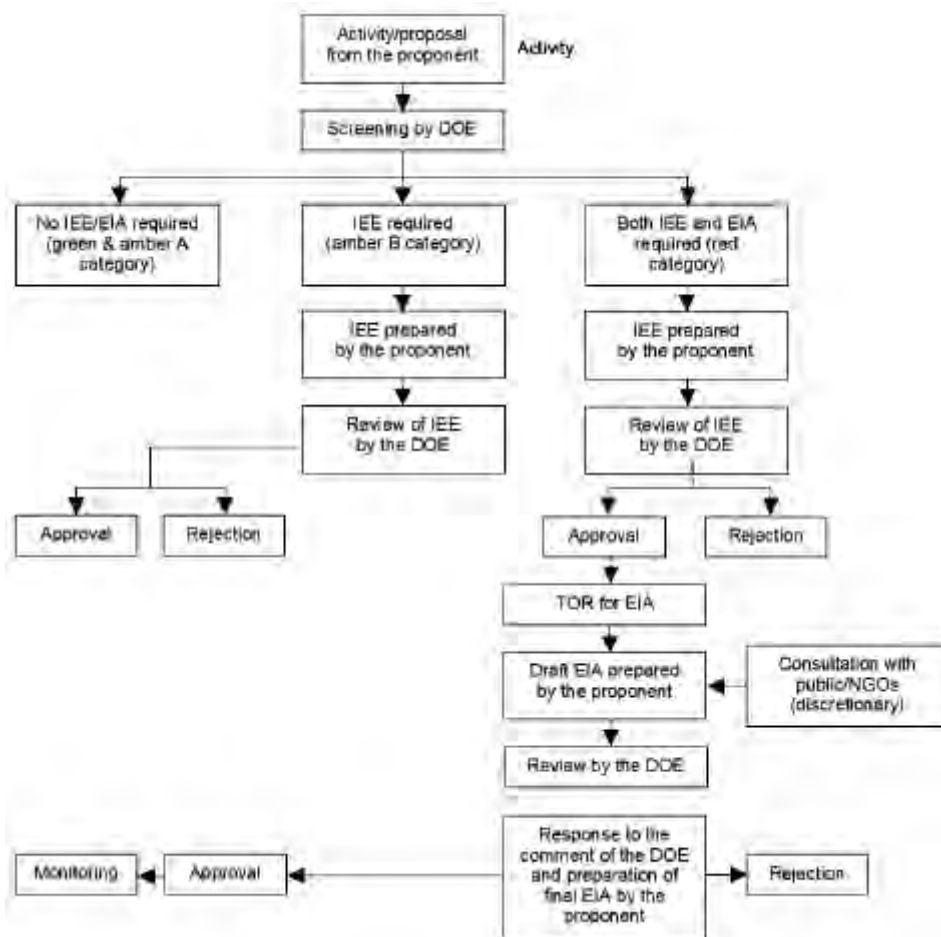 Activity/proposal
from the proponent
Activity
Screening by DOE
No IEE/EIA required
(green & amber A
category)
IEE required
(amber B category)
Both IEE and EIA
required (red
category)
IEE prepared
by the proponent
IEE prepared
by the proponent
Review of IEE
by the DOE
Review of IEE
by the DOE
Approval
Rejection
Approval
Rejection
TOR for EIA
Draft EIA prepared
by the proponent
Consultation with
public/NGOs
(discretionary)
Review by the DOE
Response to the
comment of the DOE
and preparation of
final EIA by the
proponent
Monitoring
Approval
Rejection